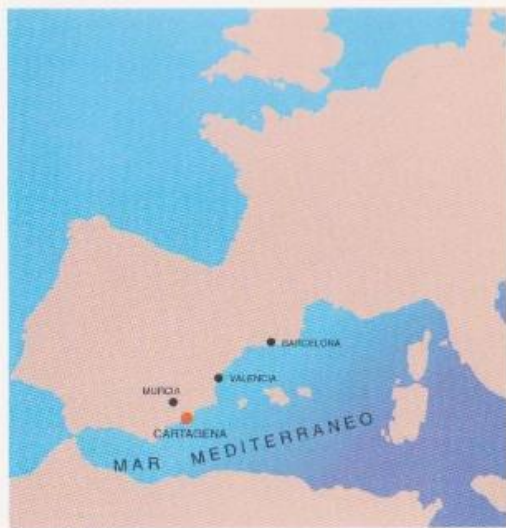 BARCELONA
VALENCIA
MURCIA
CARTAGENA
MAR MEDITERRANEO